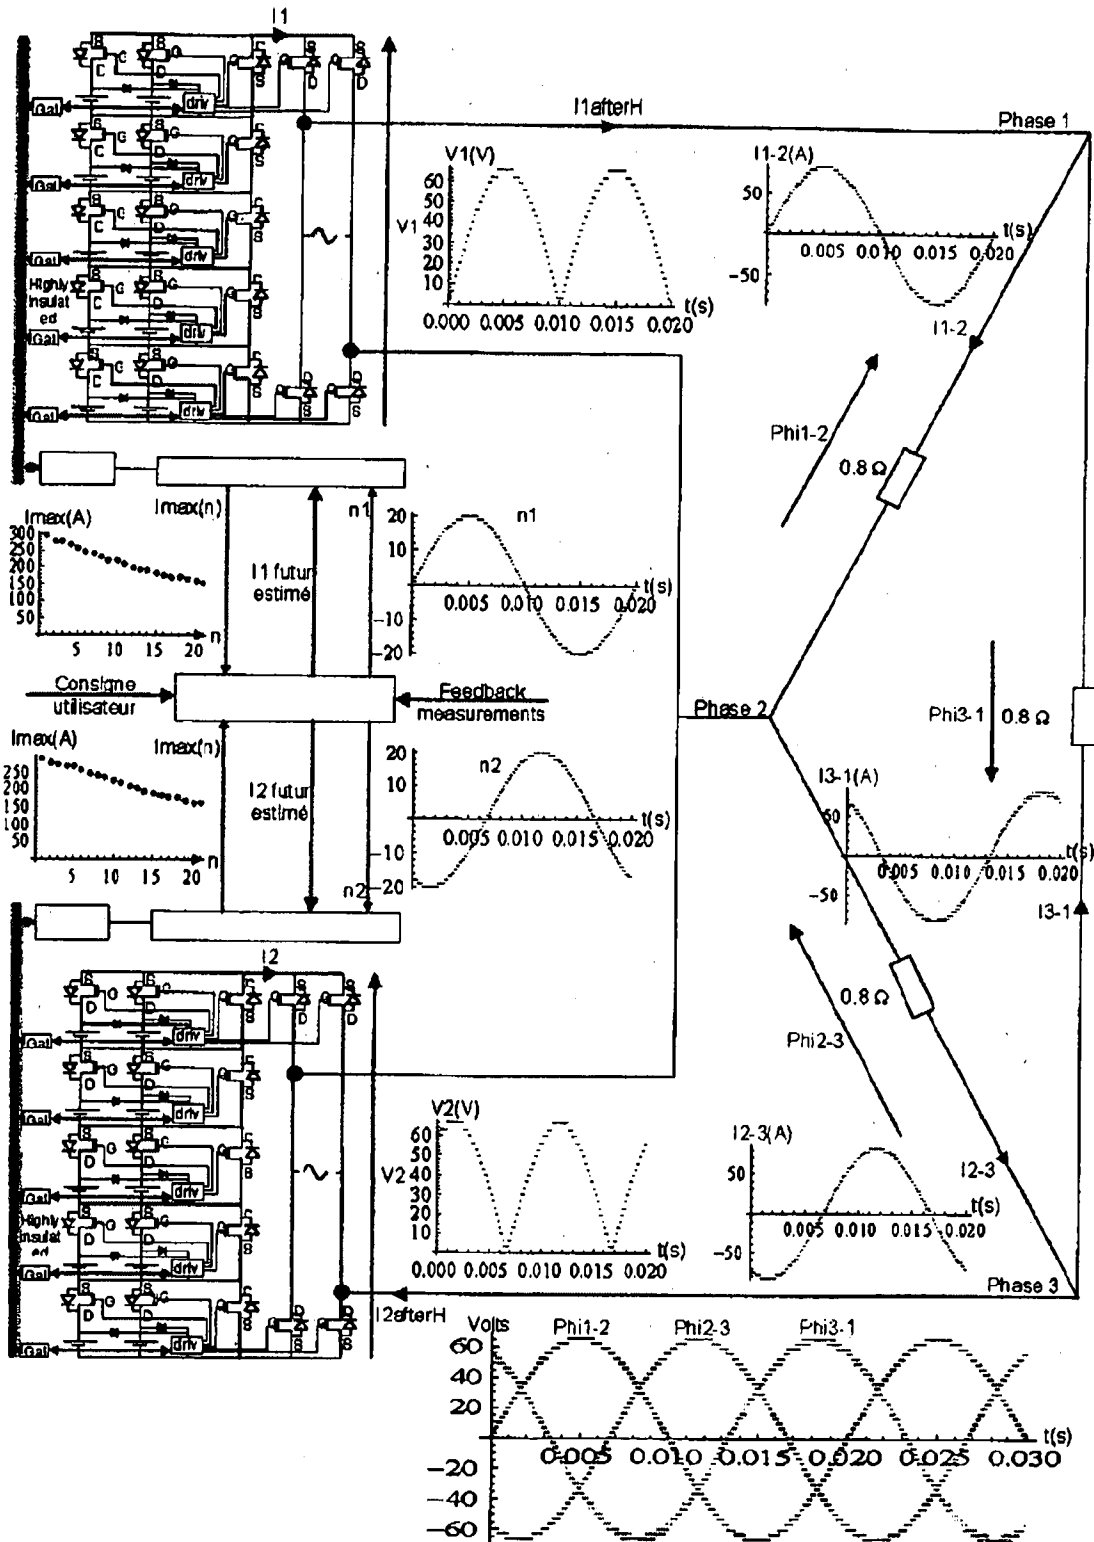 I1
S
S
G
G
D
driv
Gal
Highly
insulat
ed
I1afterH
Phase 1
V1(V)
60
50
40
30
20
10
V1
t(s)
0.000 0.005 0.010 0.015 0.020
I1-2(A)
50
t(s)
0.005 0.010 0.015 0.020
-50
I1-2
Phi1-2
0.8 Ω
Imax(n)
n1
Imax(A)
300
250
200
150
100
50
5 10 15 20 n
I1 futur
estimé
20
10
n1
t(s)
0.005 0.010 0.015 0.020
-10
-20
Consigne
utilisateur
Feedback
measurements
Phase 2
Phi3-1
0.8 Ω
Imax(A)
250
200
150
100
50
5 10 15 20 n
Imax(n)
I2 futur
estimé
n2
20
10
n2
t(s)
0.005 0.010 0.015 0.020
-10
-20
I3-1(A)
50
t(s)
0.005 0.010 0.015 0.020
-50
I3-1
I2
driv
Gal
Highly
insulat
ed
0.8 Ω
Phi2-3
V2(V)
60
50
40
30
20
10
V2
t(s)
0.000 0.005 0.010 0.015 0.020
I2-3(A)
50
t(s)
0.005 0.010 0.015 0.020
-50
I2-3
Phase 3
I2afterH
Volts
Phi1-2 Phi2-3 Phi3-1
60
40
20
t(s)
0.005 0.010 0.015 0.020 0.025 0.030
-20
-40
-60